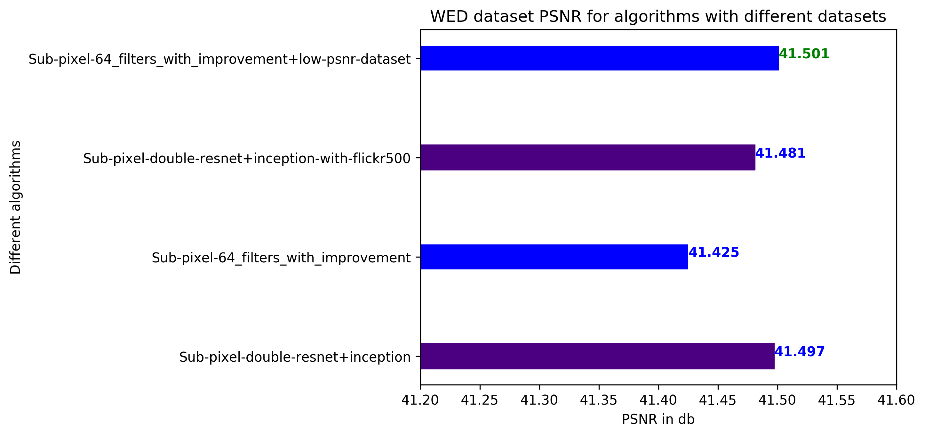 WED dataset PSNR for algorithms with different datasets
Sub-pixel-64_filters_with_improvement+low-psnr-dataset
41.501
Sub-pixel-double-resnet+inception-with-flickr500
41.481
Sub-pixel-64_filters_with_improvement
41.425
Sub-pixel-double-resnet+inception
41.497
Different algorithms
41.20 41.25 41.30 41.35 41.40 41.45 41.50 41.55 41.60
PSNR in db